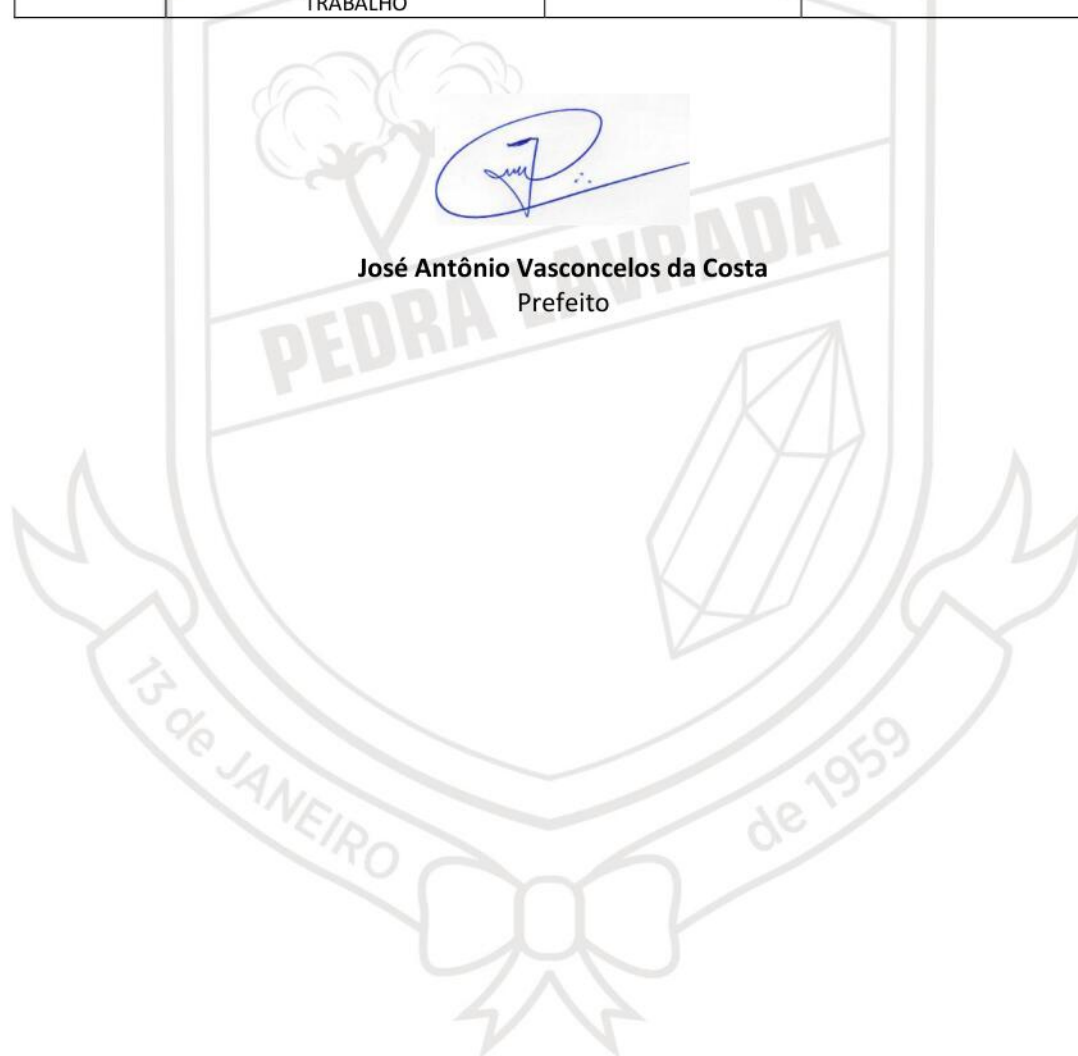 TRABALHO
José Antônio Vasconcelos da Costa
Prefeito
PEDRA LAVRADA
13 de JANEIRO
de 1959